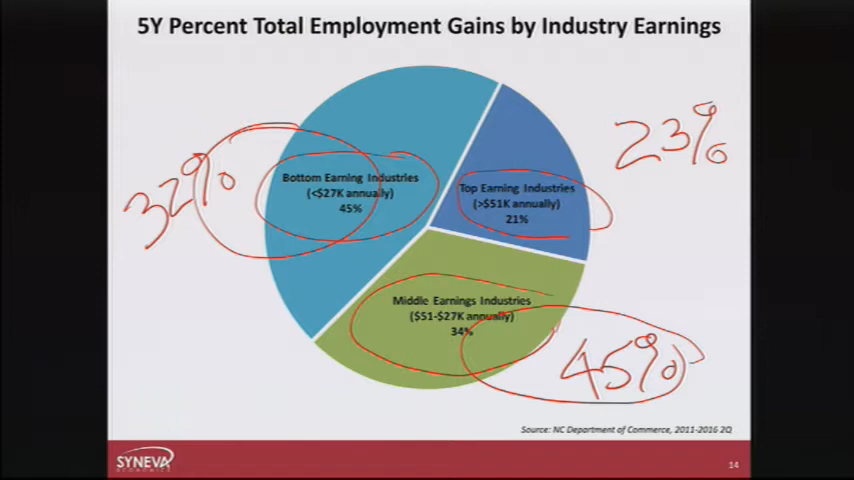 5Y Percent Total Employment Gains by Industry Earnings
23%
32%
Bottom Earning Industries
(<$27K annually)
45%
Top Earning Industries
(>$51K annually)
21%
Middle Earnings Industries
($51-$27K annually)
34%
45%
Source: NC Department of Commerce, 2011-2016 2Q
SYNEVA
ECONOMICS
14